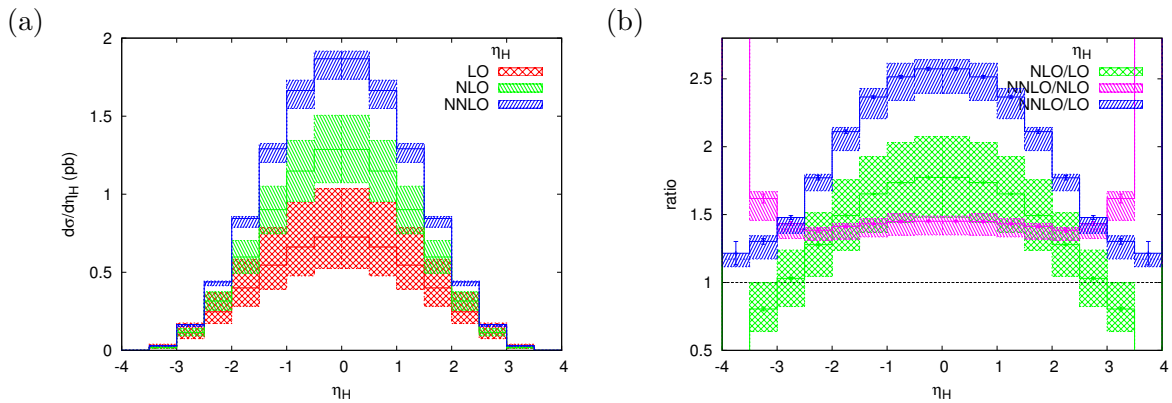 (a)
η_H
LO
NLO
NNLO
dσ/dη_H (pb)
2
1.5
1
0.5
0
-4 -3 -2 -1 0 1 2 3 4
η_H
(b)
η_H
NLO/LO
NNLO/NLO
NNLO/LO
ratio
2.5
2
1.5
1
0.5
-4 -3 -2 -1 0 1 2 3 4
η_H